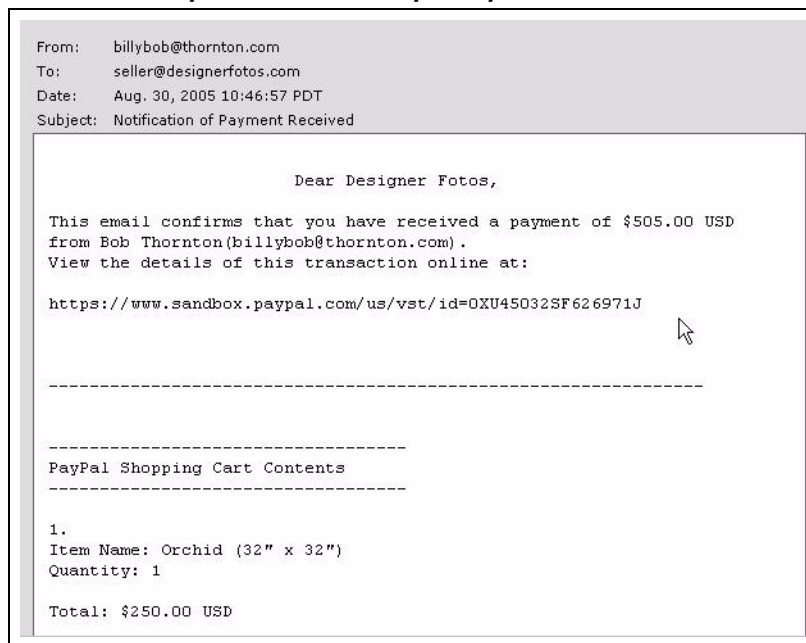 From: billybob@thornton.com
To: seller@designerfotos.com
Date: Aug. 30, 2005 10:46:57 PDT
Subject: Notification of Payment Received
Dear Designer Fotos,
This email confirms that you have received a payment of $505.00 USD
from Bob Thornton(billybob@thornton.com).
View the details of this transaction online at:
https://www.sandbox.paypal.com/us/vst/id=0XU45032SF626971J
----------------------------------------------------------------
-----------------------------------
PayPal Shopping Cart Contents
-----------------------------------
1.
Item Name: Orchid (32" x 32")
Quantity: 1
Total: $250.00 USD